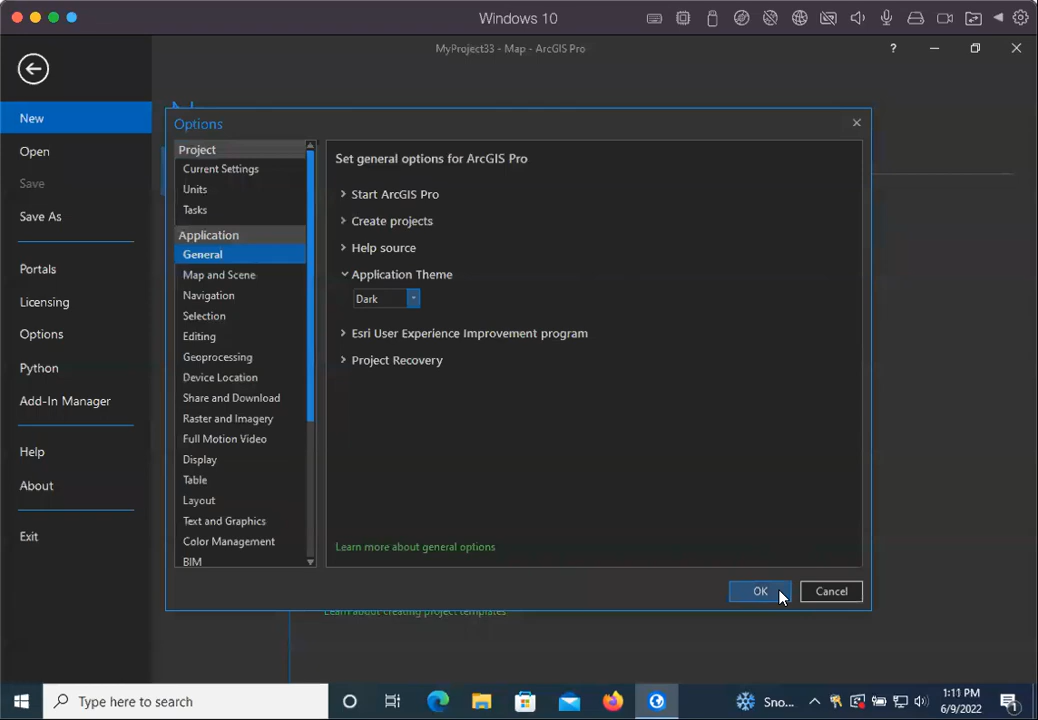 Windows 10
MyProject33 - Map - ArcGIS Pro
?
New
Open
Save
Save As
Portals
Licensing
Options
Python
Add-In Manager
Help
About
Exit
Options
Project
Current Settings
Units
Tasks
Application
General
Map and Scene
Navigation
Selection
Editing
Geoprocessing
Device Location
Share and Download
Raster and Imagery
Full Motion Video
Display
Table
Layout
Text and Graphics
Color Management
BIM
Set general options for ArcGIS Pro
Start ArcGIS Pro
Create projects
Help source
Application Theme
Dark
Esri User Experience Improvement program
Project Recovery
Learn more about general options
OK
Cancel
Learn about creating project templates
Type here to search
Sno...
1:11 PM
6/9/2022
1